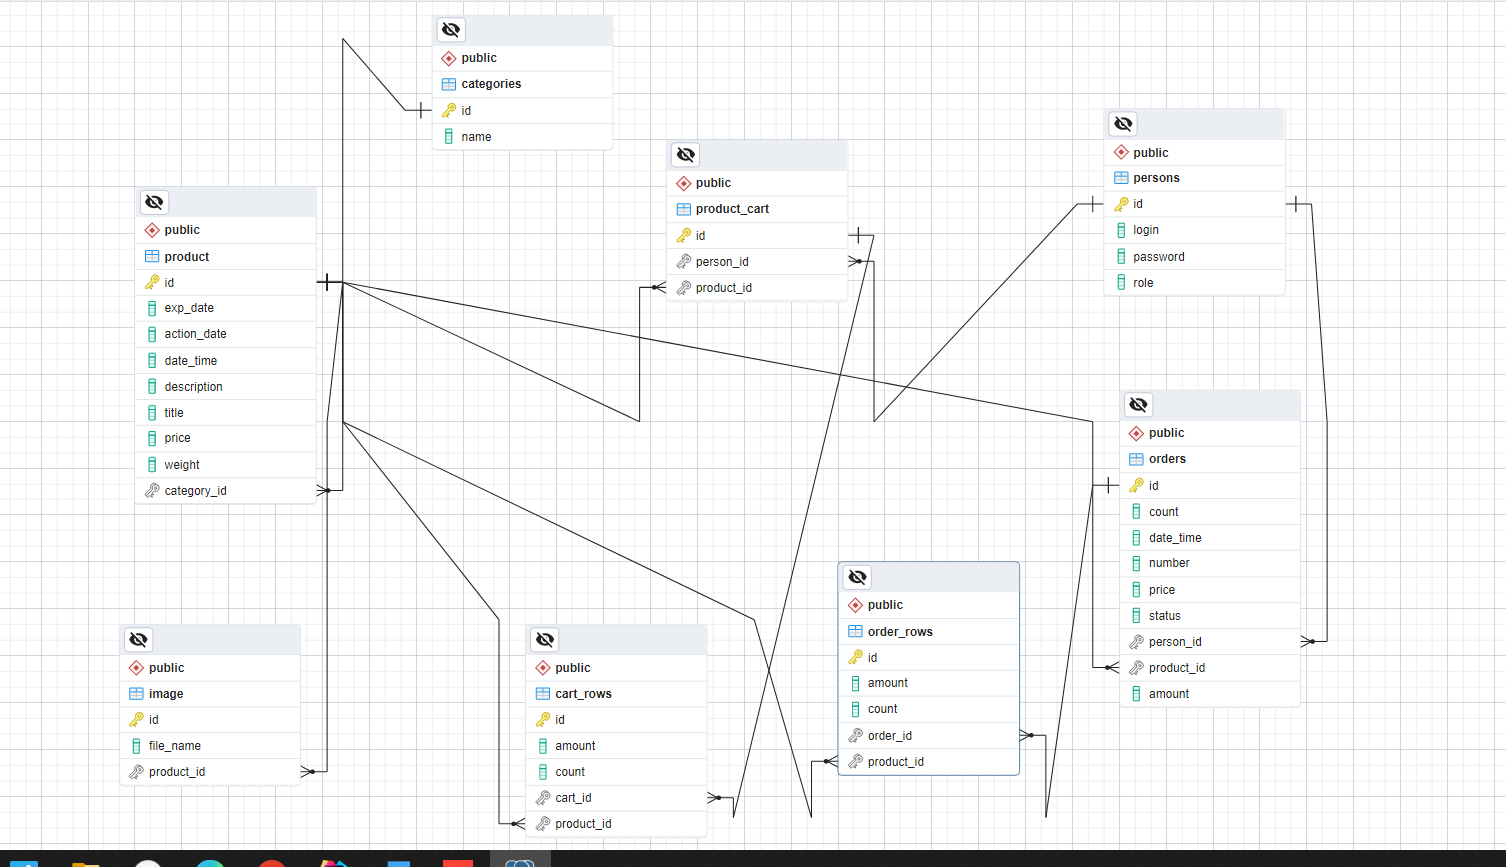 public
categories
id
name
public
product
id
exp_date
action_date
date_time
description
title
price
weight
category_id
public
product_cart
id
person_id
product_id
public
persons
id
login
password
role
public
orders
id
count
date_time
number
price
status
person_id
product_id
amount
public
image
id
file_name
product_id
public
cart_rows
id
amount
count
cart_id
product_id
public
order_rows
id
amount
count
order_id
product_id